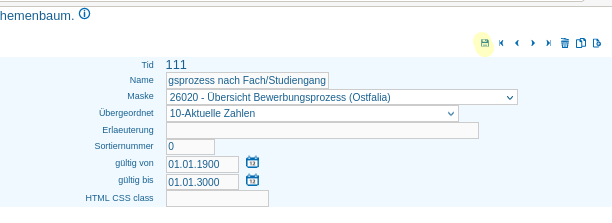 hemenbaum.
Tid 111
Name gsprozess nach Fach/Studiengang
Maske 26020 - Übersicht Bewerbungsprozess (Ostfalia)
Übergeordnet 10-Aktuelle Zahlen
Erlaeuterung
Sortiernummer 0
gültig von 01.01.1900
gültig bis 01.01.3000
HTML CSS class